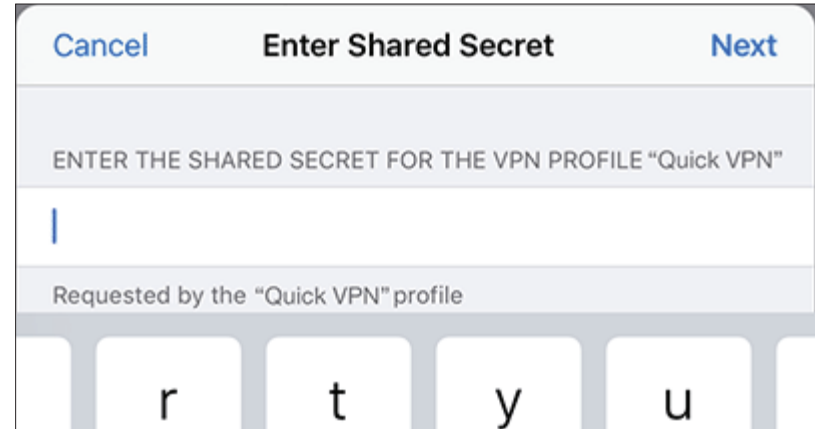 Cancel Enter Shared Secret Next
ENTER THE SHARED SECRET FOR THE VPN PROFILE “Quick VPN”
Requested by the “Quick VPN” profile
r t y u